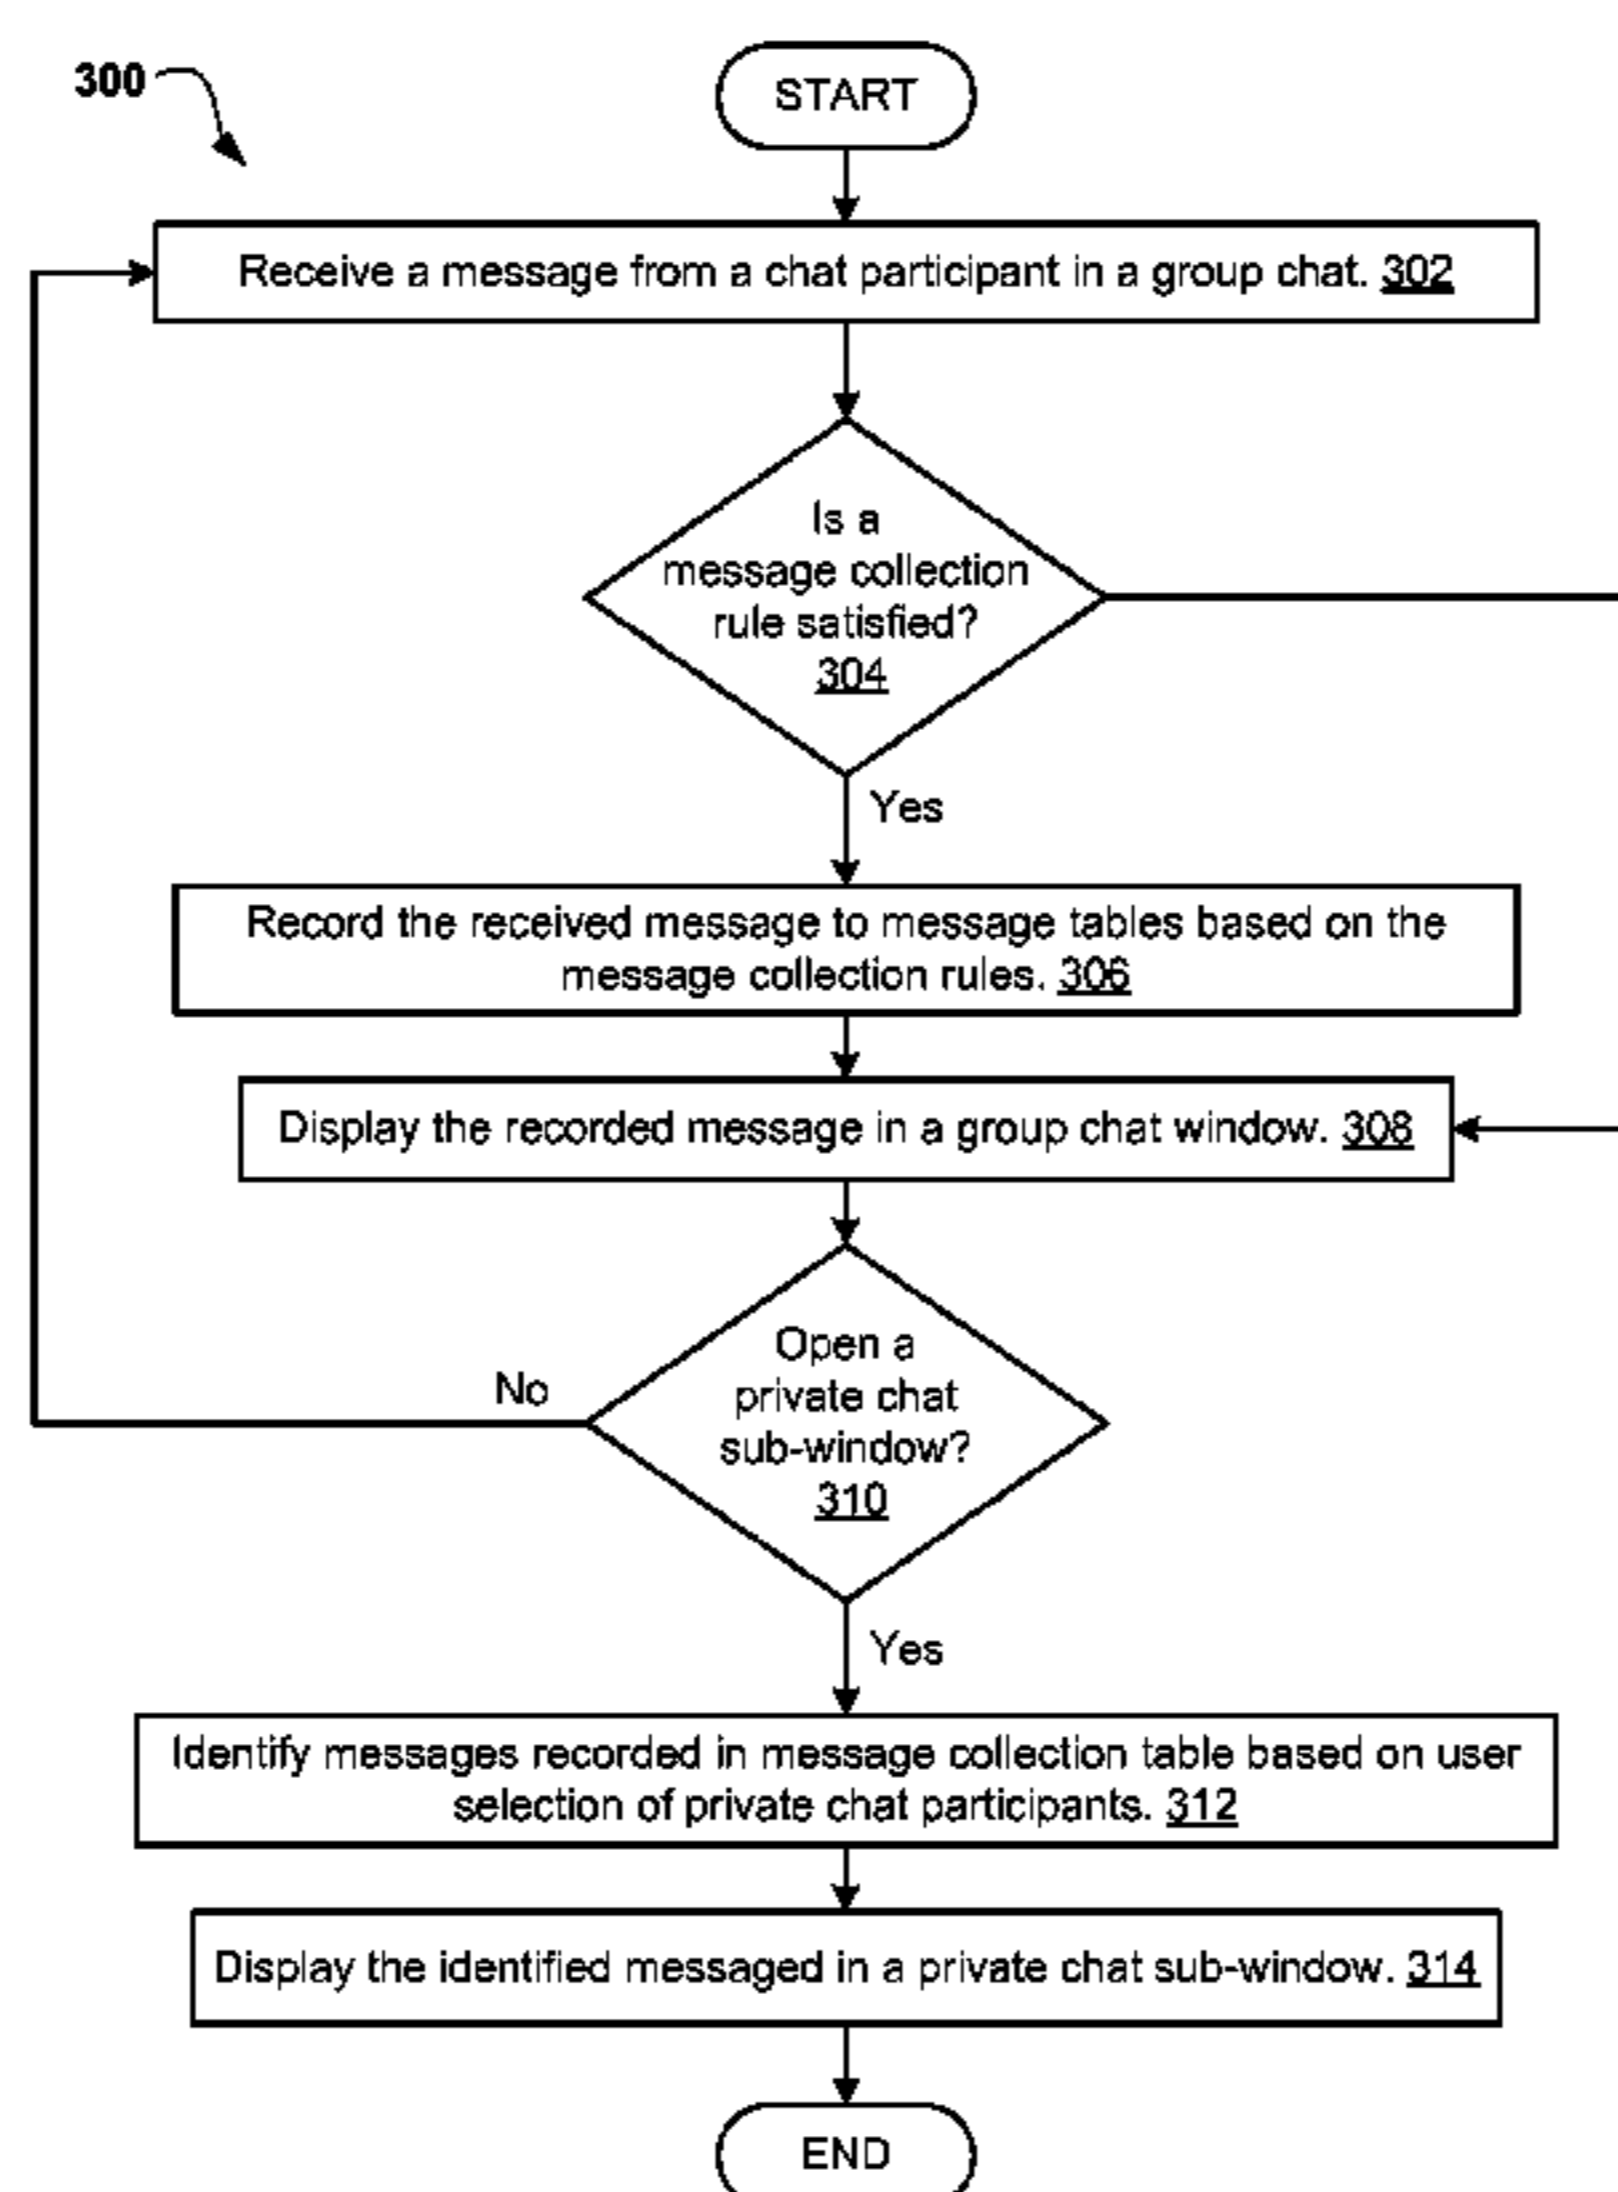 300
START
Receive a message from a chat participant in a group chat. 302
Is a
message collection
rule satisfied?
304
Yes
Record the received message to message tables based on the
message collection rules. 306
Display the recorded message in a group chat window. 308
Open a
private chat
sub-window?
310
No
Yes
Identify messages recorded in message collection table based on user
selection of private chat participants. 312
Display the identified messaged in a private chat sub-window. 314
END